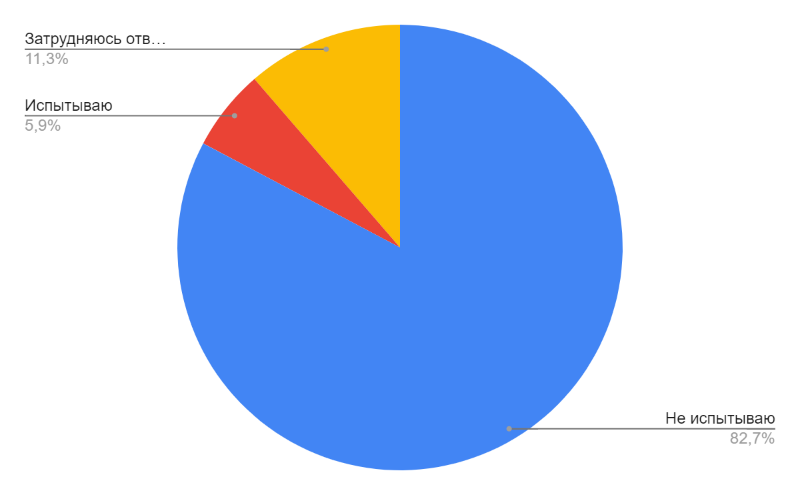 Затрудняюсь отв…
11,3%
Испытываю
5,9%
Не испытываю
82,7%